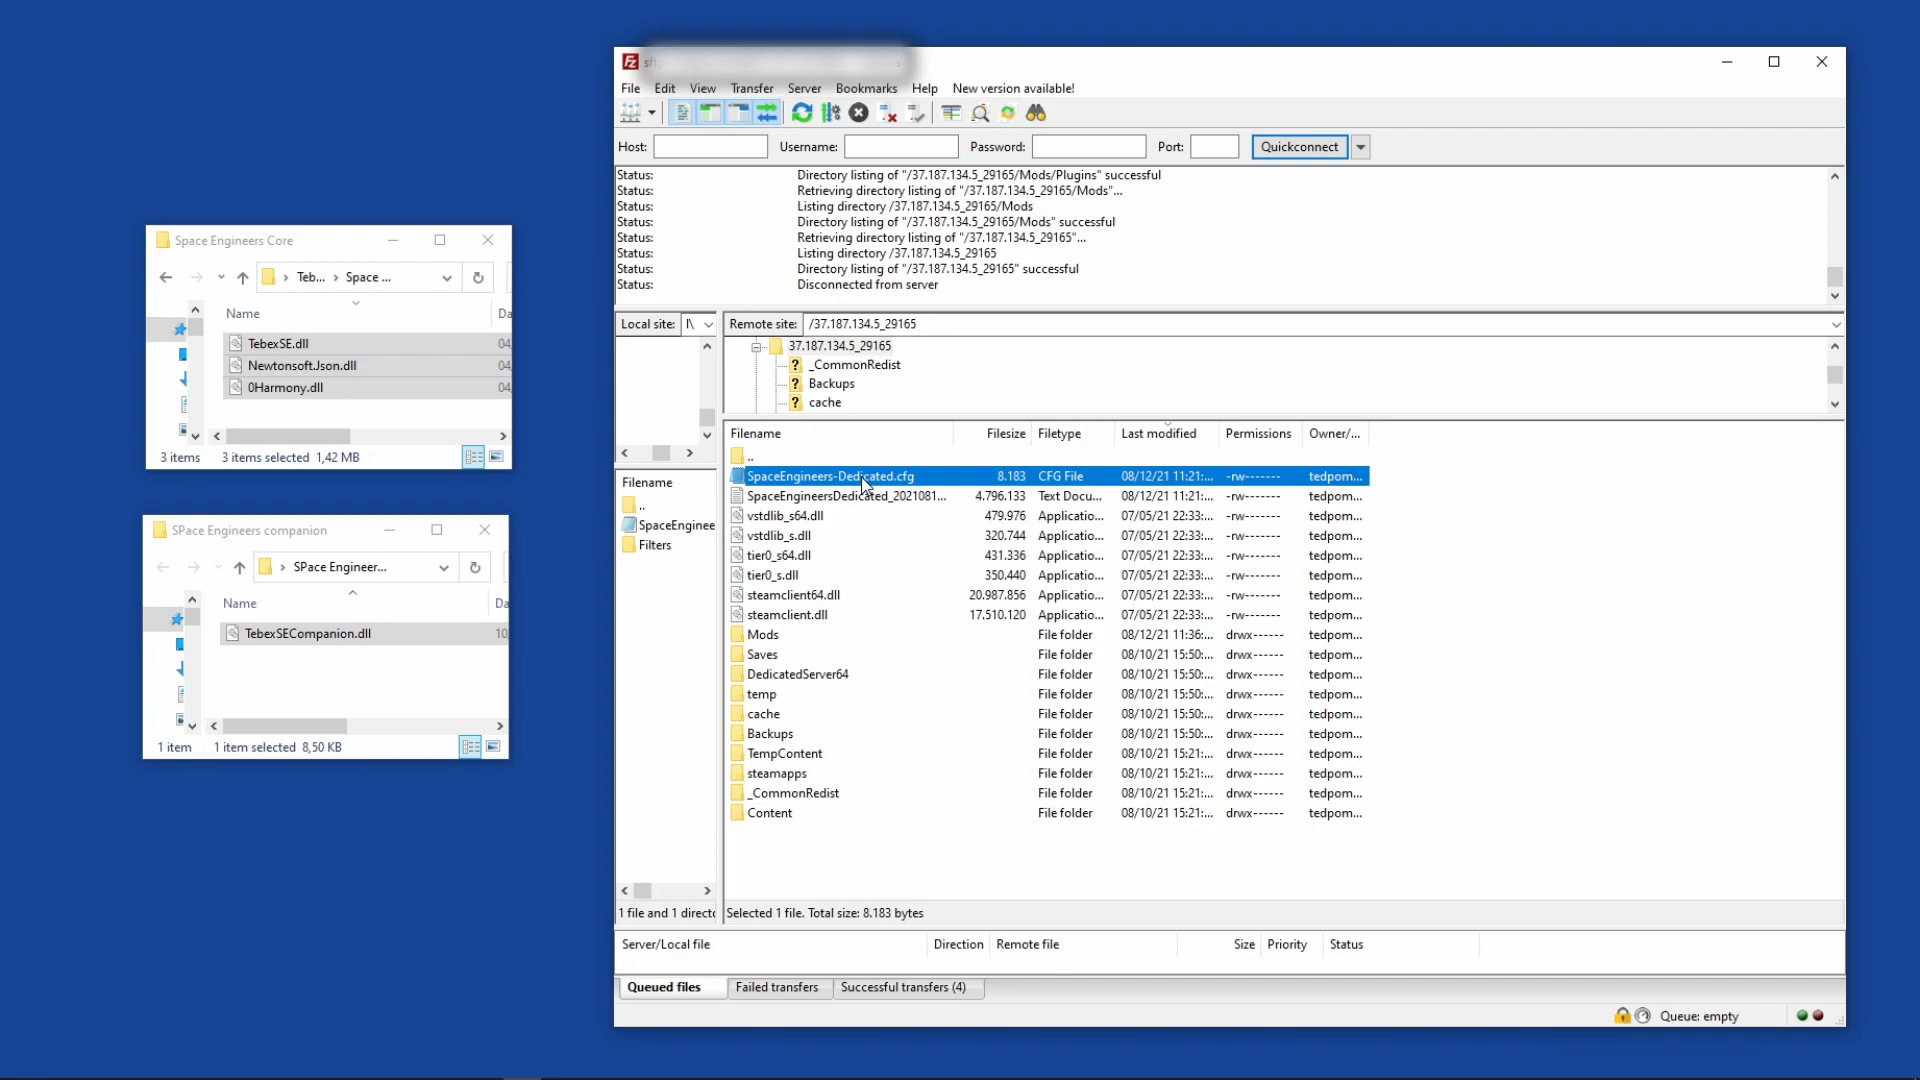 Space Engineers Core
Teb... Space ...
Name Da
TebexSE.dll 04,
Newtonsoft.Json.dll 04,
0Harmony.dll 04,
3 items 3 items selected 1,42 MB
SPace Engineers companion
SPace Engineer...
Name Da
TebexSECompanion.dll 10,
1 item 1 item selected 8,50 KB
File Edit View Transfer Server Bookmarks Help New version available!
Host: Username: Password: Port: Quickconnect
Status: Directory listing of "/37.187.134.5_29165/Mods/Plugins" successful
Status: Retrieving directory listing of "/37.187.134.5_29165/Mods"...
Status: Listing directory /37.187.134.5_29165/Mods
Status: Directory listing of "/37.187.134.5_29165/Mods" successful
Status: Retrieving directory listing of "/37.187.134.5_29165"...
Status: Listing directory /37.187.134.5_29165
Status: Directory listing of "/37.187.134.5_29165" successful
Status: Disconnected from server
Local site: I\ Remote site: /37.187.134.5_29165
37.187.134.5_29165
_CommonRedist
Backups
cache
Filename
..
SpaceEnginee
Filters
1 file and 1 directo
Filename Filesize Filetype Last modified Permissions Owner/...
..
SpaceEngineers-Dedicated.cfg 8.183 CFG File 08/12/21 11:21:... -rw------- tedpom...
SpaceEngineersDedicated_2021081... 4.796.133 Text Docu... 08/12/21 11:21:... -rw------- tedpom...
vstdlib_s64.dll 479.976 Applicatio... 07/05/21 22:33:... -rw------- tedpom...
vstdlib_s.dll 320.744 Applicatio... 07/05/21 22:33:... -rw------- tedpom...
tier0_s64.dll 431.336 Applicatio... 07/05/21 22:33:... -rw------- tedpom...
tier0_s.dll 350.440 Applicatio... 07/05/21 22:33:... -rw------- tedpom...
steamclient64.dll 20.987.856 Applicatio... 07/05/21 22:33:... -rw------- tedpom...
steamclient.dll 17.510.120 Applicatio... 07/05/21 22:33:... -rw------- tedpom...
Mods File folder 08/12/21 11:36:... drwx------ tedpom...
Saves File folder 08/10/21 15:50:... drwx------ tedpom...
DedicatedServer64 File folder 08/10/21 15:50:... drwx------ tedpom...
temp File folder 08/10/21 15:50:... drwx------ tedpom...
cache File folder 08/10/21 15:50:... drwx------ tedpom...
Backups File folder 08/10/21 15:50:... drwx------ tedpom...
TempContent File folder 08/10/21 15:21:... drwx------ tedpom...
steamapps File folder 08/10/21 15:21:... drwx------ tedpom...
_CommonRedist File folder 08/10/21 15:21:... drwx------ tedpom...
Content File folder 08/10/21 15:21:... drwx------ tedpom...
Selected 1 file. Total size: 8.183 bytes
Server/Local file Direction Remote file Size Priority Status
Queued files Failed transfers Successful transfers (4)
Queue: empty